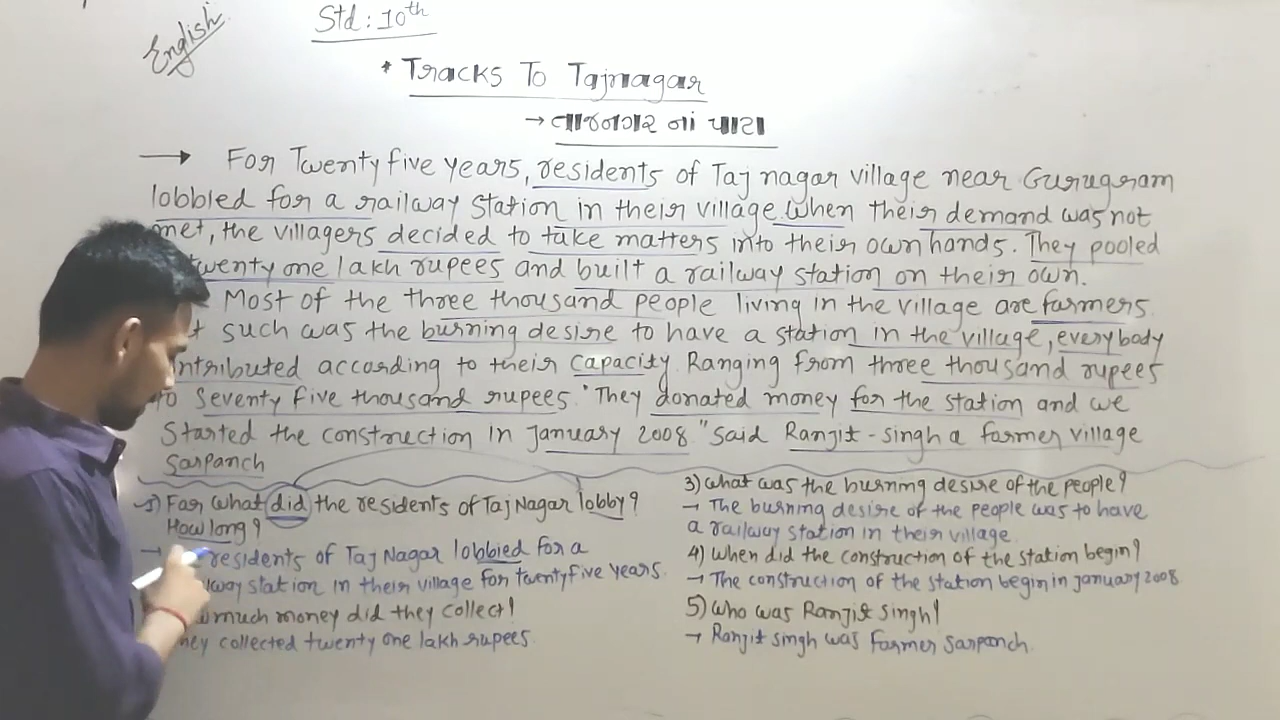 English
Std : 10th
* Tracks To Tajnagar
→ તાજનગર નાં પાટા
→ For Twenty five years, residents of Taj nagar village near Gurugram
lobbied for a railway station in their village. When their demand was not
met, the villagers decided to take matters into their own hands. They pooled
twenty one lakh rupees and built a railway station on their own.
Most of the three thousand people living in the village are farmers.
such was the burning desire to have a station in the village, everybody
ntributed according to their capacity. Ranging from three thousand rupees
to seventy five thousand rupees. "They donated money for the station and we
started the construction in January 2008." Said Ranjit-singh a farmer village
Sarpanch
1) For what did the residents of Taj Nagar lobby?
How long?
→ residents of Taj Nagar lobbied for a
lway station in their village for twenty five years.
much money did they collect?
hey collected twenty one lakh rupees.
3) What was the burning desire of the people?
→ The burning desire of the people was to have
a railway station in their village.
4) When did the construction of the station begin?
→ The construction of the station begin in january 2008
5) Who was Ranjit singh?
→ Ranjit singh was farmer sarpanch.